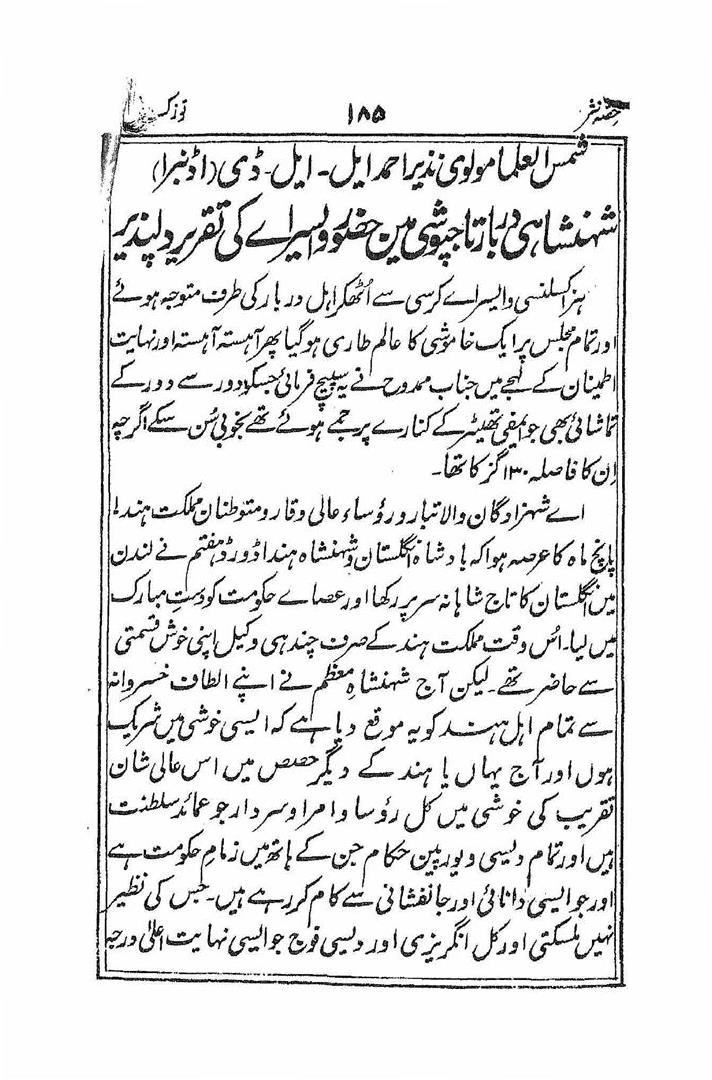 حصہ نثر ۱۸۵ توزک
شمس العلما مولوی نذیر احمد ایل۔ ایل۔ ڈی (اڈنبرا)
شہنشاہی دربار تاجپوشی مین حضور ویسراے کی تقریر دلپذیر
ہز اکسلنسی وایسراے کرسی سے اُٹھکر اہل دربار کی طرف متوجہ ہوئے
اور تمام مجلس پر ایک خاموشی کا عالم طاری ہوگیا پھر آہستہ آہستہ اور نہایت
اطمینان کے لہجے میں جناب ممدوح نے یہ سپیچ فرمائی جسکو دور سے دور کے
تماشائی بھی جو ایمفی تھیٹر کے کنارے پر جمے ہوئے تھے بخوبی سُن سکے اگرچہ
اِن کا فاصلہ ۱۳۰ گز کا تھا۔
اے شہزادگان والا تبار و رؤساء عالی وقار و متوطنان مملکت ہند!
پانچ ماہ کا عرصہ ہوا کہ بادشاہ انگلستان و شہنشاہ ہند اڈورڈ ہفتم نے لندن
میں انگلستان کا تاج شاہانہ سر پر رکھا اور عصاے حکومت کو دستِ مبارک
میں لیا۔ اُس وقت مملکت ہند کے صرف چند ہی وکیل اپنی خوش قسمتی
سے حاضر تھے۔ لیکن آج شہنشاہِ معظم نے اپنے الطاف خسروانہ
سے تمام اہل ہند کو یہ موقع دیا ہے کہ ایسی خوشی میں شریک
ہوں اور آج یہاں یا ہند کے دیگر حصص میں اس عالی شان
تقریب کی خوشی میں کل رؤسا و امرا و سردار جو عمائد سلطنت
ہیں اور تمام دیسی و یورپین حکام جن کے ہاتھ میں زمامِ حکومت ہے
اور جو ایسی دانائی اور جانفشانی سے کام کر رہے ہیں۔ جس کی نظیر
نہیں ملسکتی اور کل انگریزی اور دیسی فوج جو ایسی نہایت اعلیٰ درجہ